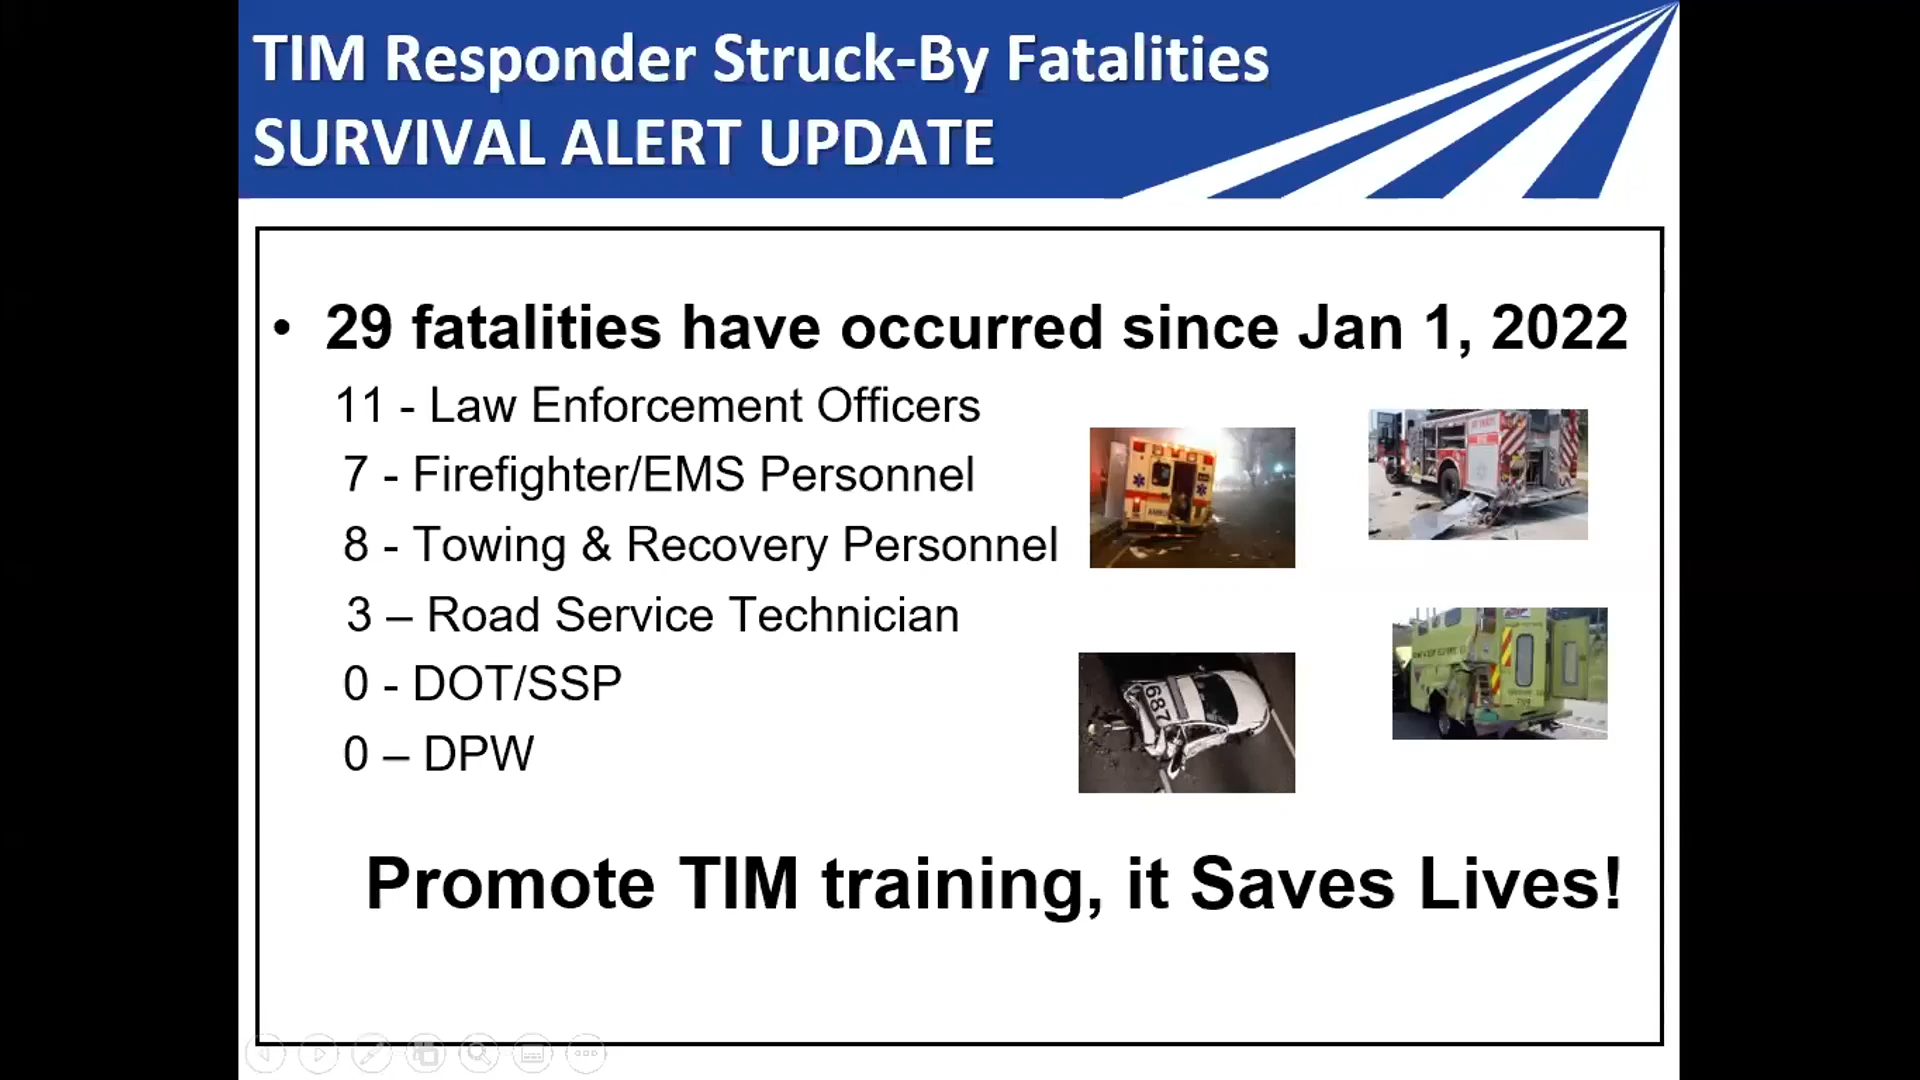 TIM Responder Struck-By Fatalities
SURVIVAL ALERT UPDATE
• 29 fatalities have occurred since Jan 1, 2022
11 - Law Enforcement Officers
7 - Firefighter/EMS Personnel
8 - Towing & Recovery Personnel
3 – Road Service Technician
0 - DOT/SSP
0 – DPW
687
Promote TIM training, it Saves Lives!